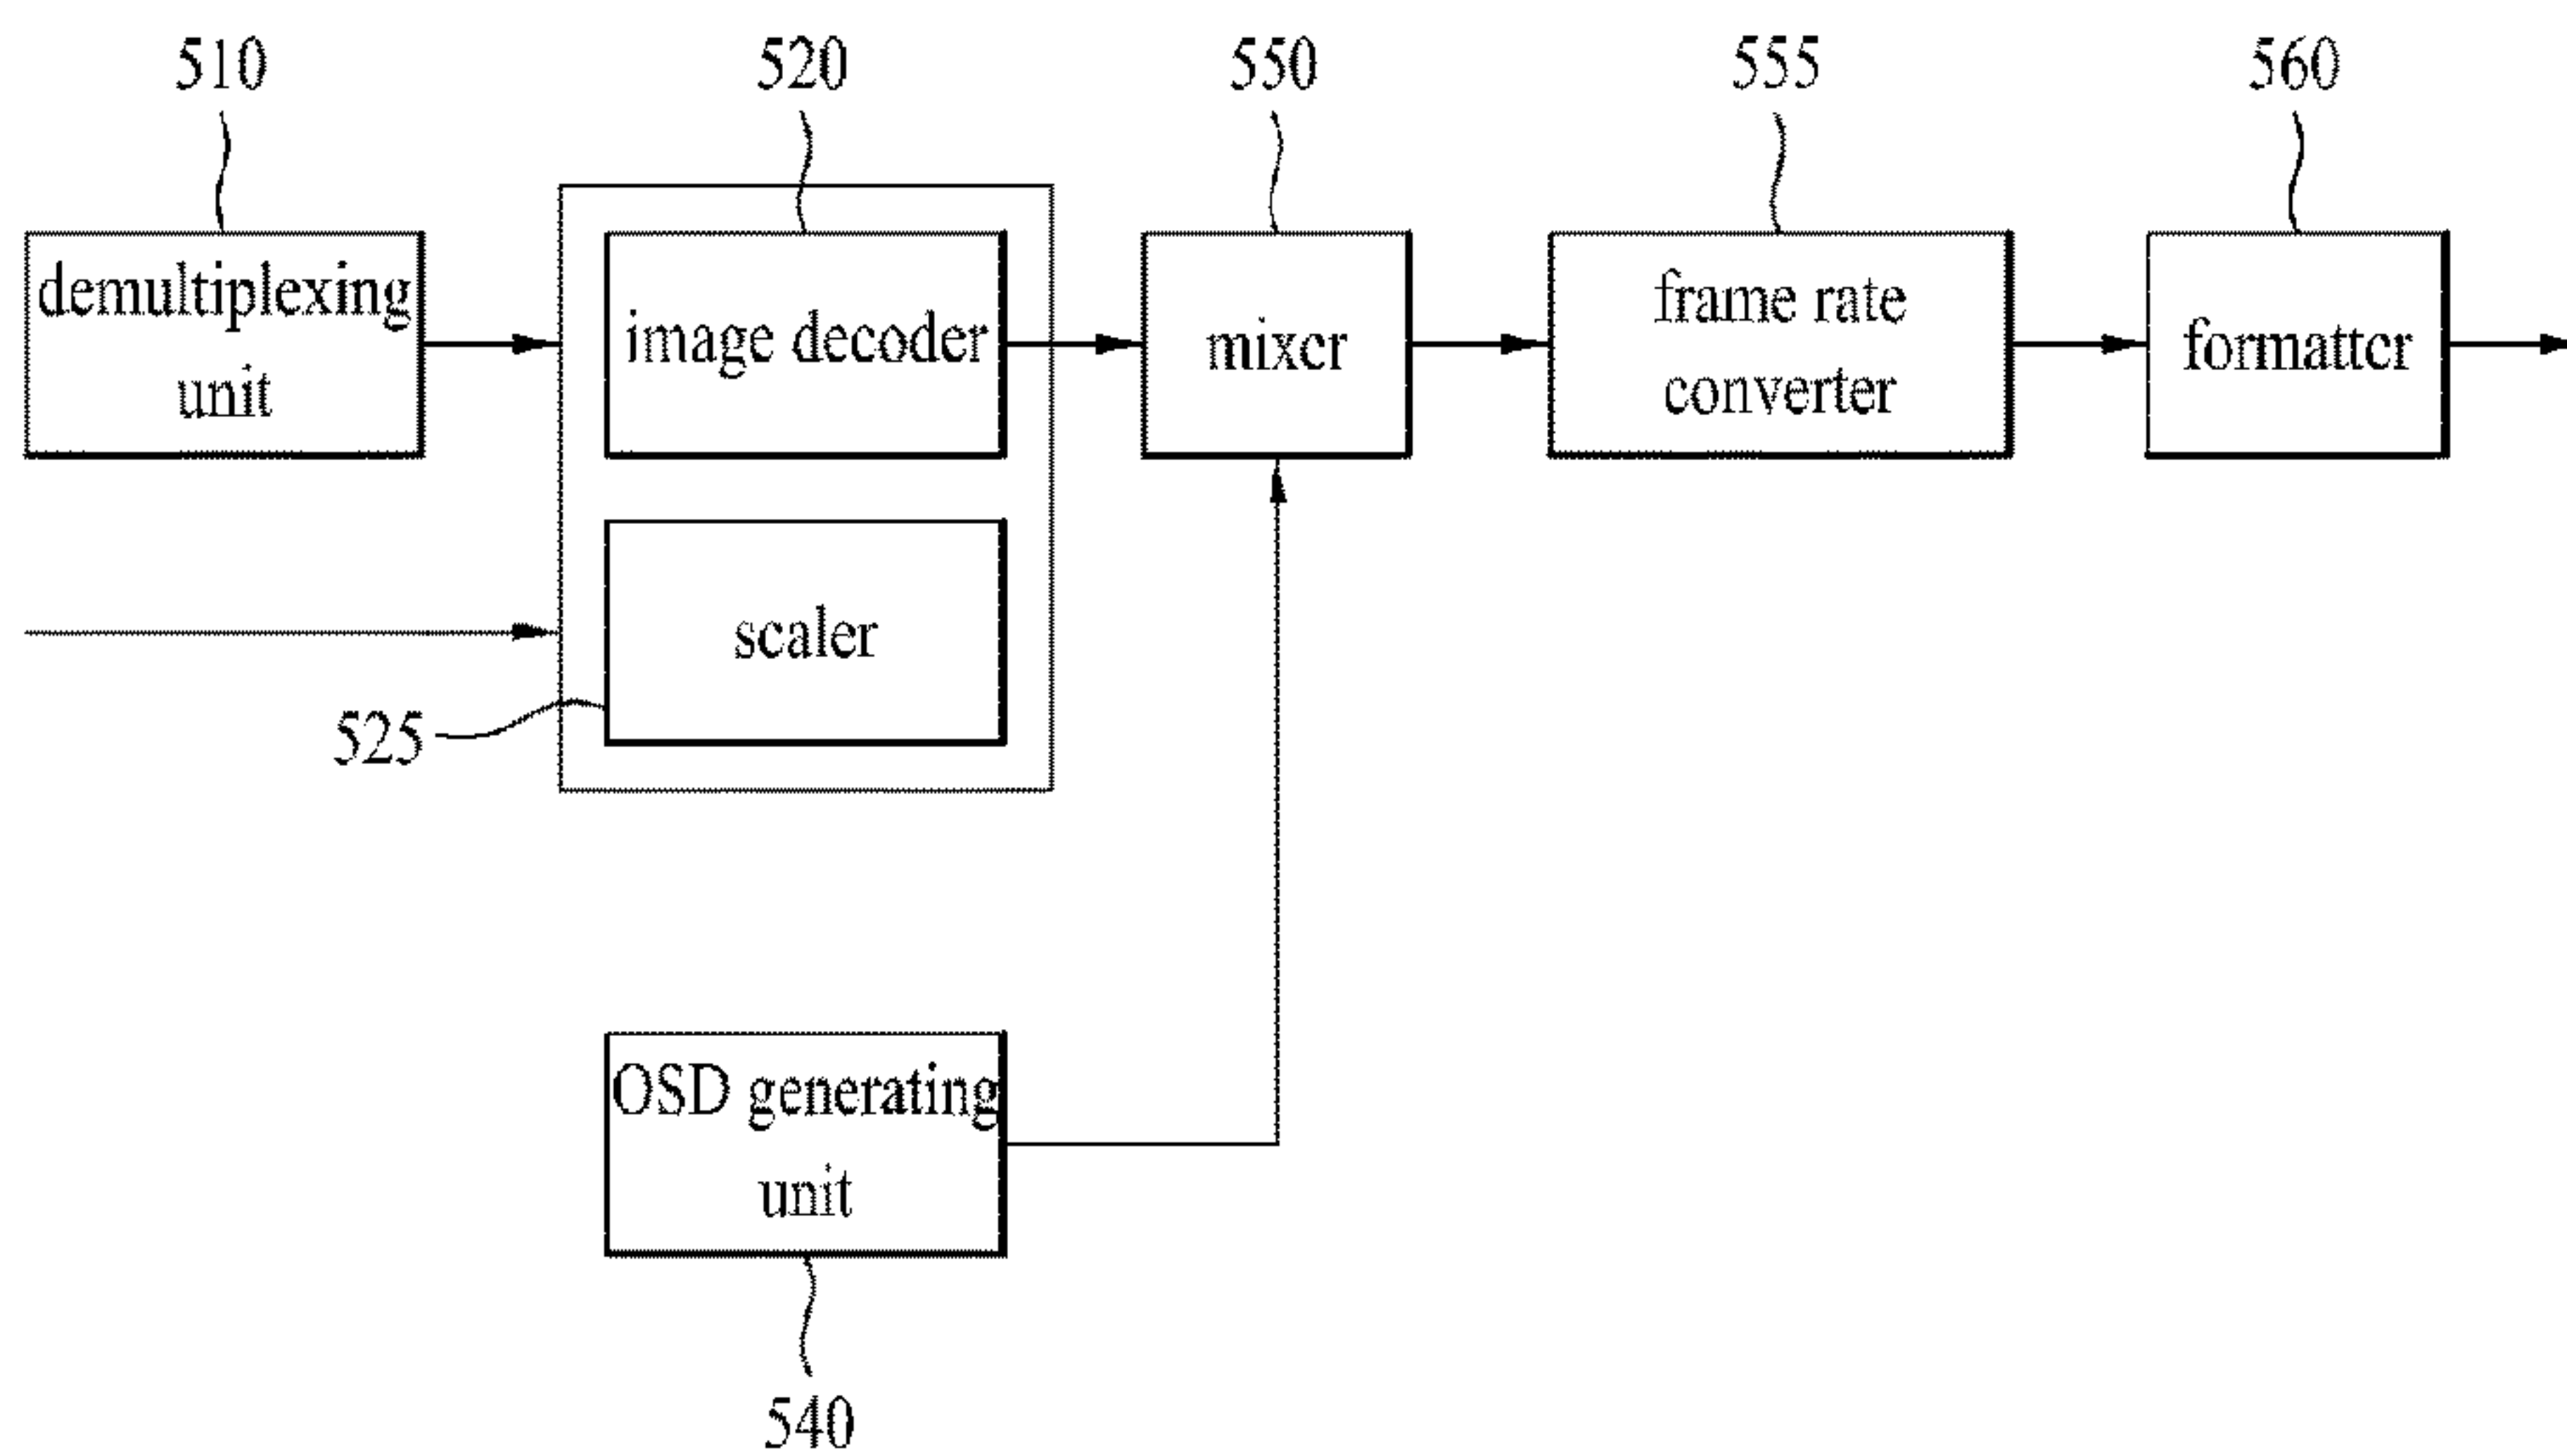 510
520
550
555
560
demultiplexing
unit
image decoder
mixer
frame rate
converter
formatter
scaler
525
OSD generating
unit
540